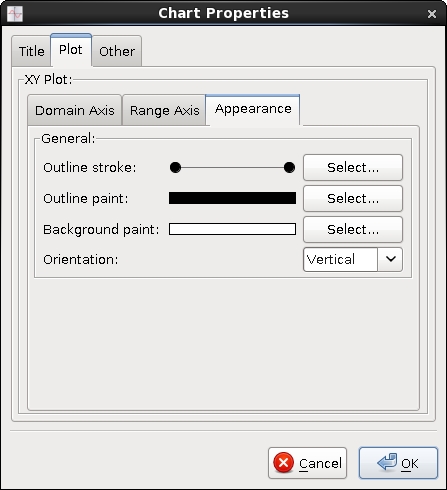 Chart Properties
Title Plot Other
XY Plot:
Domain Axis Range Axis Appearance
General:
Outline stroke: Select...
Outline paint: Select...
Background paint: Select...
Orientation: Vertical
Cancel OK